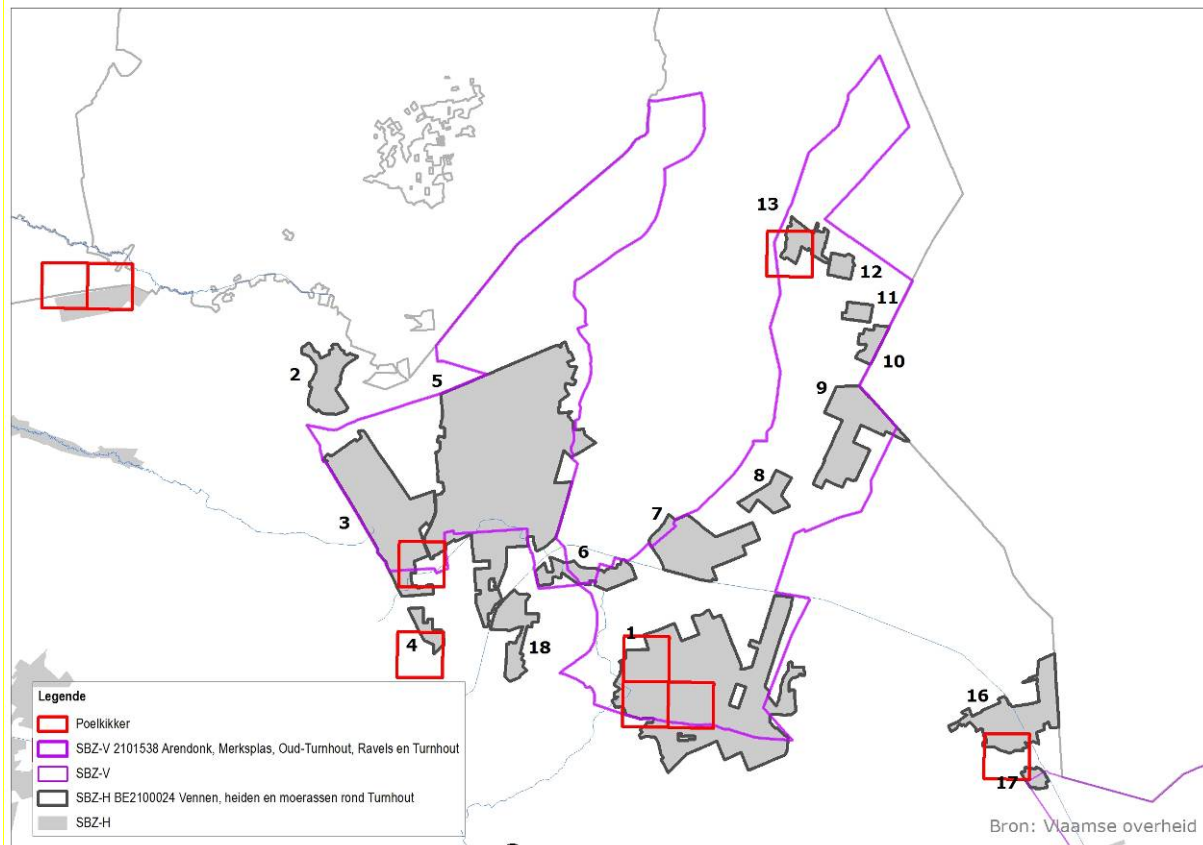 13
12
11
10
2
5
9
8
3
7
6
1
4
18
16
17
Legende
Poelkikker
SBZ-V 2101538 Arendonk, Merksplas, Oud-Turnhout, Ravels en Turnhout
SBZ-V
SBZ-H BE2100024 Vennen, heiden en moerassen rond Turnhout
SBZ-H
Bron: Vlaamse overheid